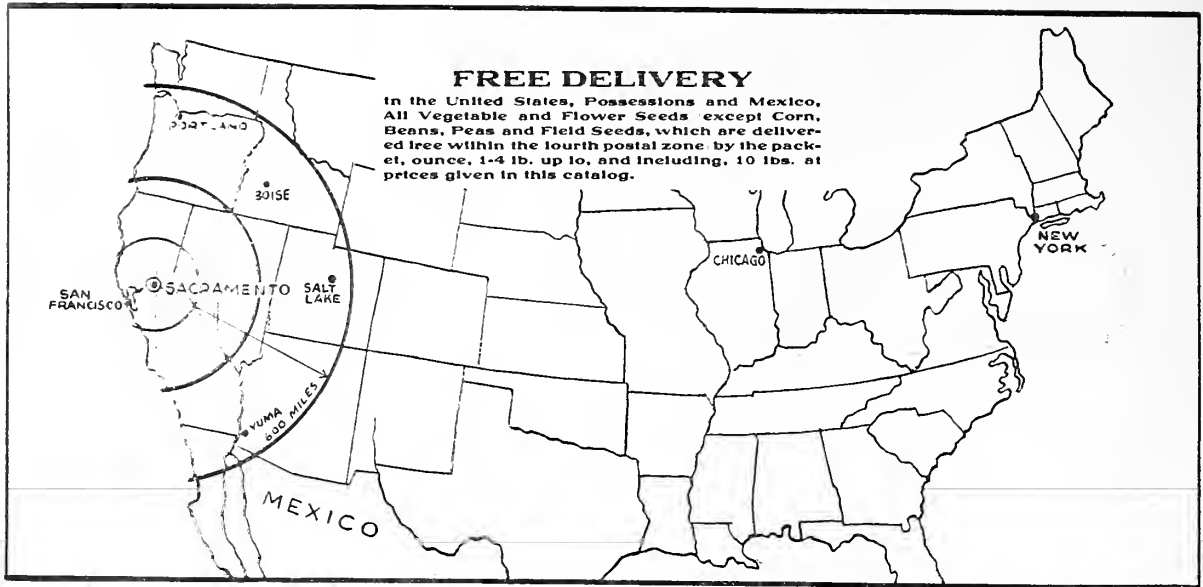 FREE DELIVERY
In the United States, Possessions and Mexico,
All Vegetable and Flower Seeds except Corn,
Beans, Peas and Field Seeds, which are deliver-
ed free within the fourth postal zone by the pack-
et, ounce, 1-4 lb. up to, and including, 10 lbs. at
prices given in this catalog.
PORTLAND
BOISE
SACRAMENTO
SALT
LAKE
SAN
FRANCISCO
YUMA
600 MILES
MEXICO
CHICAGO
NEW
YORK